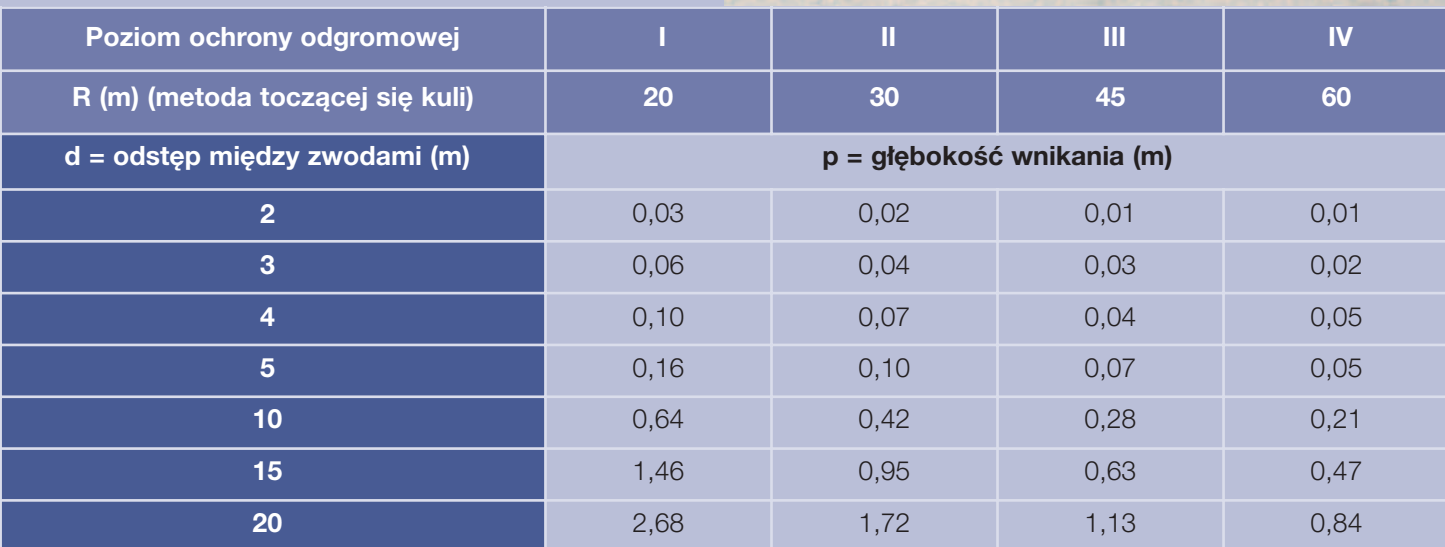 Poziom ochrony odgromowej I II III IV
R (m) (metoda toczącej się kuli) 20 30 45 60
d = odstęp między zwodami (m) p = głębokość wnikania (m)
2 0,03 0,02 0,01 0,01
3 0,06 0,04 0,03 0,02
4 0,10 0,07 0,04 0,05
5 0,16 0,10 0,07 0,05
10 0,64 0,42 0,28 0,21
15 1,46 0,95 0,63 0,47
20 2,68 1,72 1,13 0,84